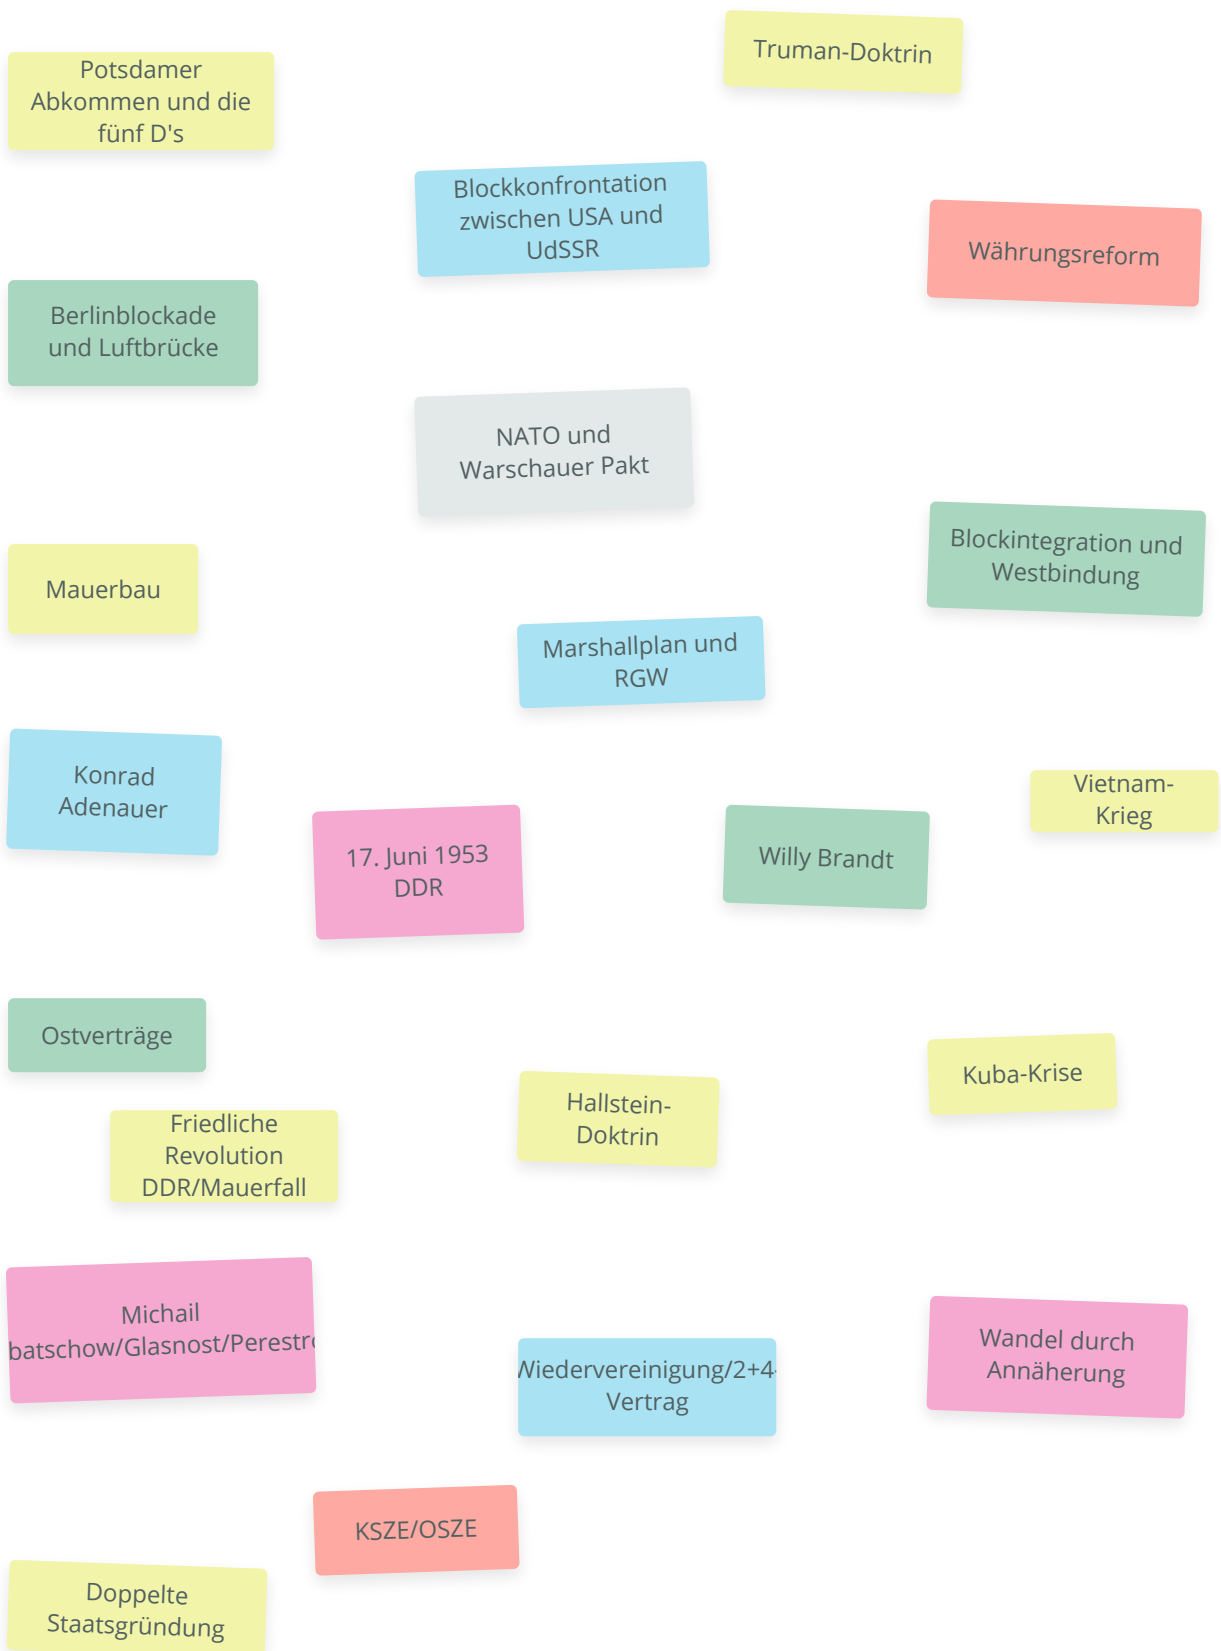 Truman-Doktrin
Potsdamer
Abkommen und die
fünf D's
Blockkonfrontation
zwischen USA und
UdSSR
Währungsreform
Berlinblockade
und Luftbrücke
NATO und
Warschauer Pakt
Blockintegration und
Westbindung
Mauerbau
Marshallplan und
RGW
Konrad
Adenauer
Vietnam-
Krieg
17. Juni 1953
DDR
Willy Brandt
Ostverträge
Kuba-Krise
Hallstein-
Doktrin
Friedliche
Revolution
DDR/Mauerfall
Michail
batschow/Glasnost/Perestro
Wandel durch
Annäherung
Wiedervereinigung/2+4-
Vertrag
KSZE/OSZE
Doppelte
Staatsgründung